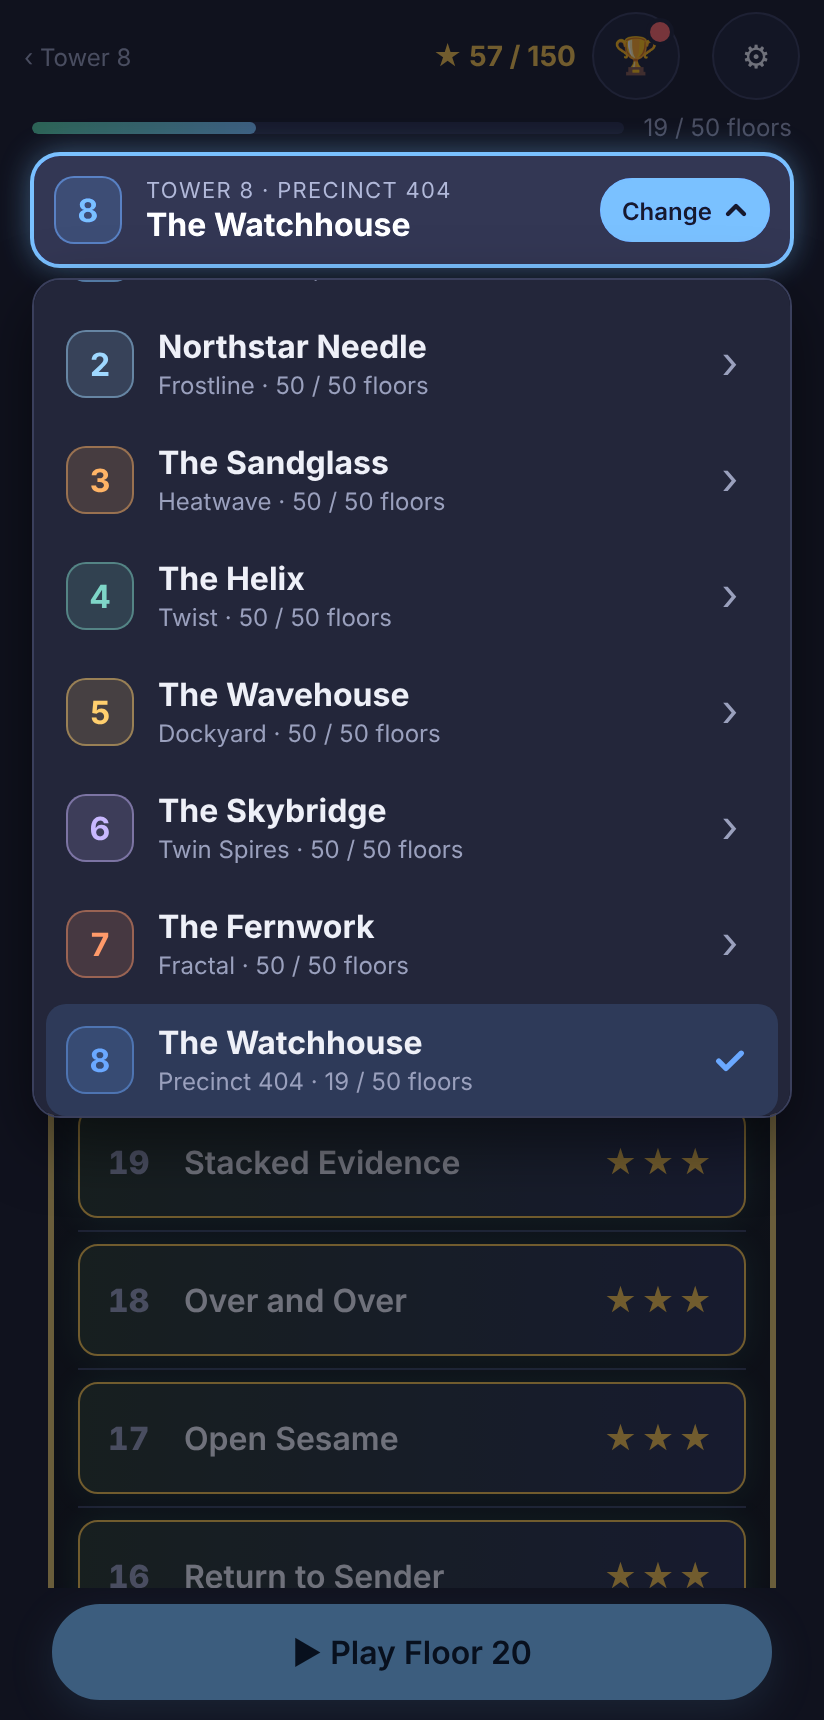 ‹ Tower 8
★ 57 / 150
19 / 50 floors
8
TOWER 8 · PRECINCT 404
The Watchhouse
Change
2
Northstar Needle
Frostline · 50 / 50 floors
3
The Sandglass
Heatwave · 50 / 50 floors
4
The Helix
Twist · 50 / 50 floors
5
The Wavehouse
Dockyard · 50 / 50 floors
6
The Skybridge
Twin Spires · 50 / 50 floors
7
The Fernwork
Fractal · 50 / 50 floors
8
The Watchhouse
Precinct 404 · 19 / 50 floors
19 Stacked Evidence ★ ★ ★
18 Over and Over ★ ★ ★
17 Open Sesame ★ ★ ★
16 Return to Sender ★ ★ ★
▶ Play Floor 20